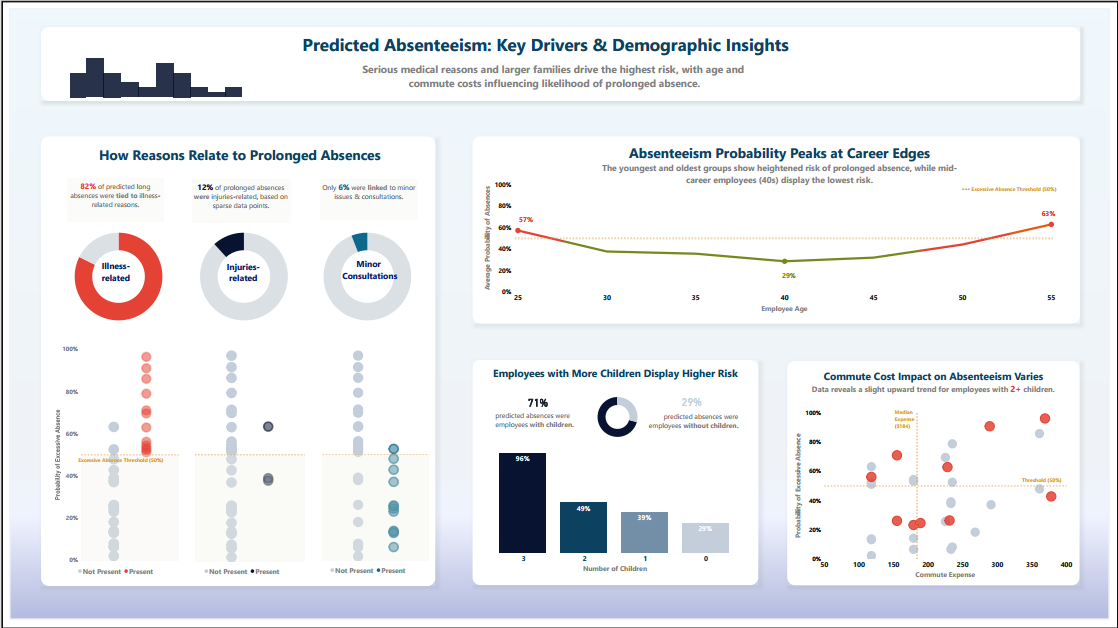 Predicted Absenteeism: Key Drivers & Demographic Insights
Serious medical reasons and larger families drive the highest risk, with age and
commute costs influencing likelihood of prolonged absence.
How Reasons Relate to Prolonged Absences
82% of predicted long
absences were tied to illness-
related reasons.
12% of prolonged absences
were injuries-related, based on
sparse data points.
Only 6% were linked to minor
issues & consultations.
Illness-
related
Injuries-
related
Minor
Consultations
Probability of Excessive Absence
100%
80%
60%
40%
20%
0%
Excessive Absence Threshold (50%)
Not Present Present
Not Present Present
Not Present Present
Absenteeism Probability Peaks at Career Edges
The youngest and oldest groups show heightened risk of prolonged absence, while mid-
career employees (40s) display the lowest risk.
Excessive Absence Threshold (50%)
Average Probability of Absences
100%
80%
60%
40%
20%
0%
57%
29%
63%
25 30 35 40 45 50 55
Employee Age
Employees with More Children Display Higher Risk
71%
predicted absences were
employees with children.
29%
predicted absences were
employees without children.
96%
49%
39%
29%
3 2 1 0
Number of Children
Commute Cost Impact on Absenteeism Varies
Data reveals a slight upward trend for employees with 2+ children.
Median
Expense
($184)
Threshold (50%)
Probability of Excessive Absence
100%
80%
60%
40%
20%
0%
50 100 150 200 250 300 350 400
Commute Expense